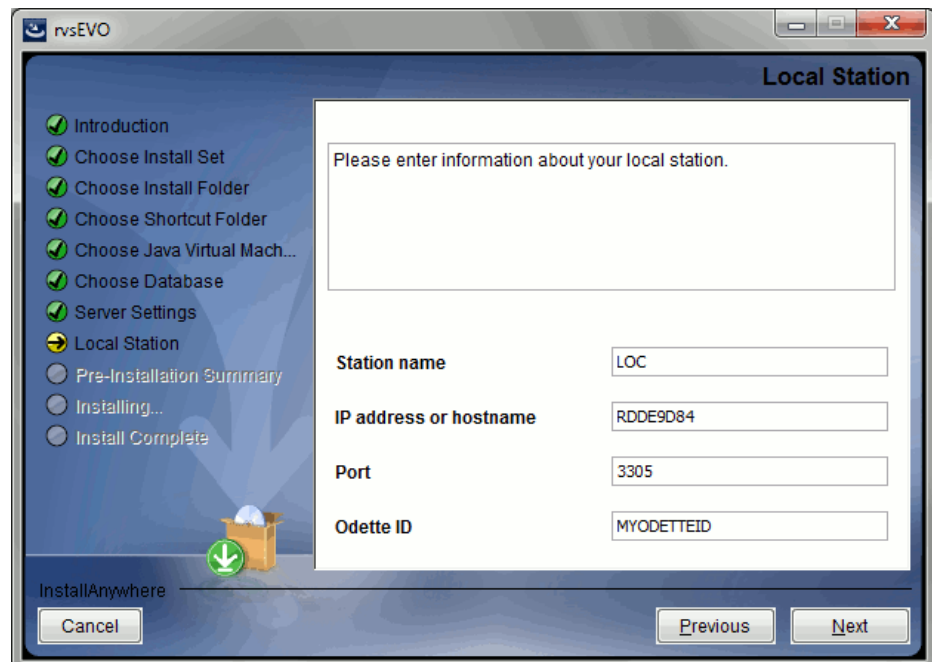 rvsEVO
Local Station
Introduction
Choose Install Set
Choose Install Folder
Choose Shortcut Folder
Choose Java Virtual Mach...
Choose Database
Server Settings
Local Station
Pre-Installation Summary
Installing...
Install Complete
Please enter information about your local station.
Station name LOC
IP address or hostname RDDE9D84
Port 3305
Odette ID MYODETTEID
InstallAnywhere
Cancel Previous Next